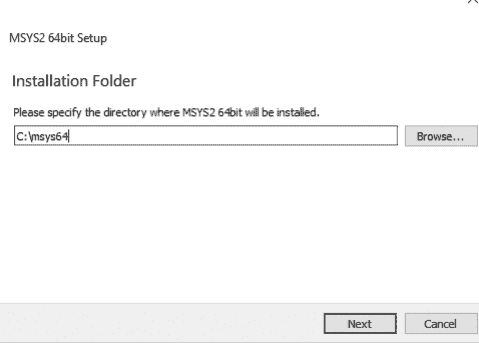 MSYS2 64bit Setup
Installation Folder
Please specify the directory where MSYS2 64bit will be installed.
C:\msys64
Browse...
Next
Cancel